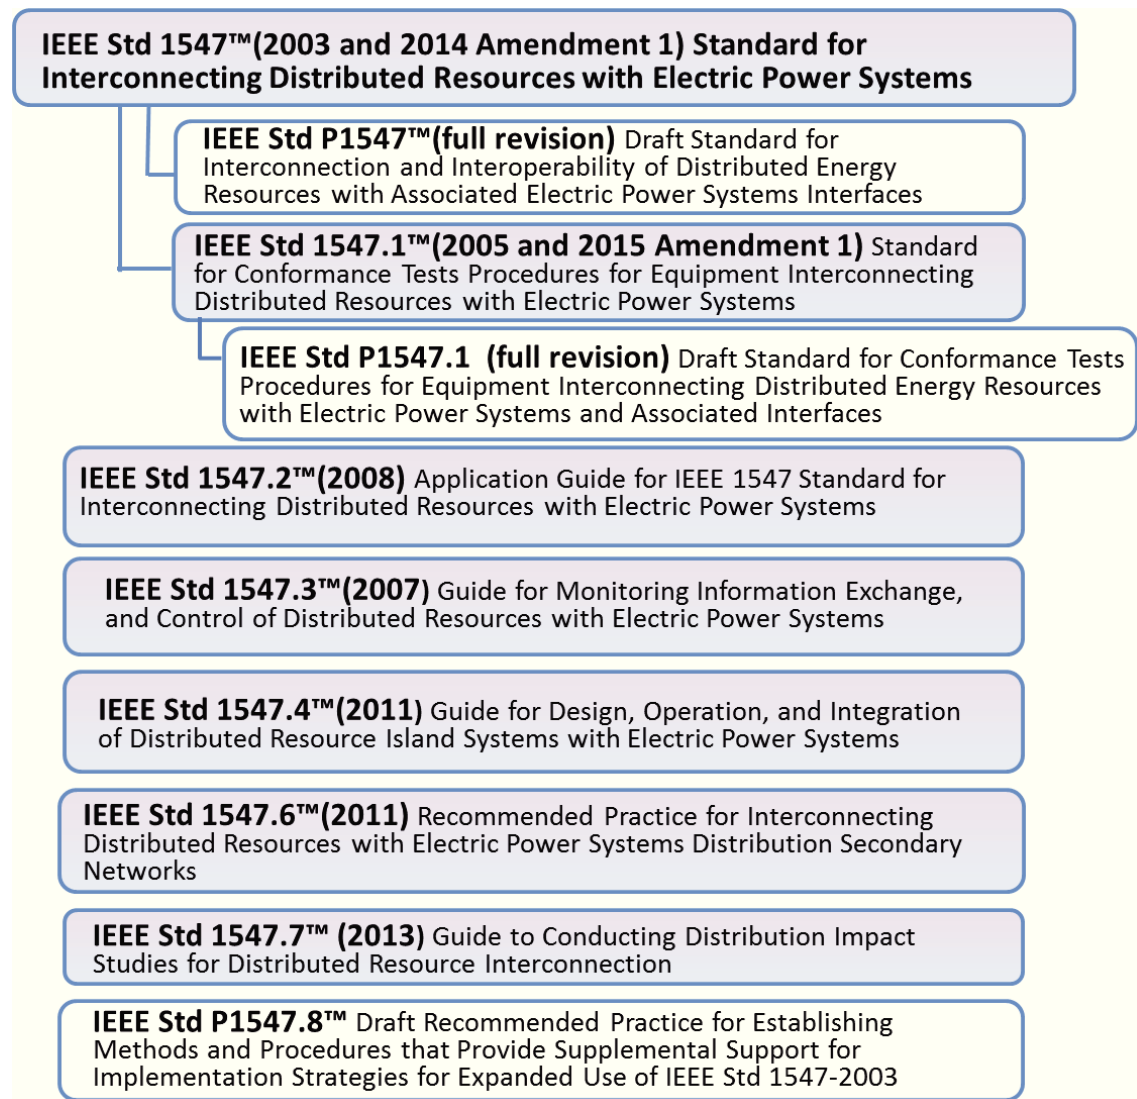 IEEE Std 1547™(2003 and 2014 Amendment 1) Standard for
Interconnecting Distributed Resources with Electric Power Systems
IEEE Std P1547™(full revision) Draft Standard for
Interconnection and Interoperability of Distributed Energy
Resources with Associated Electric Power Systems Interfaces
IEEE Std 1547.1™(2005 and 2015 Amendment 1) Standard
for Conformance Tests Procedures for Equipment Interconnecting
Distributed Resources with Electric Power Systems
IEEE Std P1547.1 (full revision) Draft Standard for Conformance Tests
Procedures for Equipment Interconnecting Distributed Energy Resources
with Electric Power Systems and Associated Interfaces
IEEE Std 1547.2™(2008) Application Guide for IEEE 1547 Standard for
Interconnecting Distributed Resources with Electric Power Systems
IEEE Std 1547.3™(2007) Guide for Monitoring Information Exchange,
and Control of Distributed Resources with Electric Power Systems
IEEE Std 1547.4™(2011) Guide for Design, Operation, and Integration
of Distributed Resource Island Systems with Electric Power Systems
IEEE Std 1547.6™(2011) Recommended Practice for Interconnecting
Distributed Resources with Electric Power Systems Distribution Secondary
Networks
IEEE Std 1547.7™ (2013) Guide to Conducting Distribution Impact
Studies for Distributed Resource Interconnection
IEEE Std P1547.8™ Draft Recommended Practice for Establishing
Methods and Procedures that Provide Supplemental Support for
Implementation Strategies for Expanded Use of IEEE Std 1547-2003